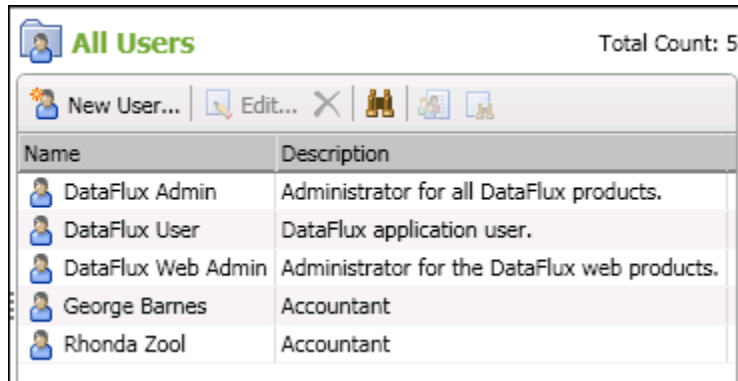 All Users Total Count: 5
New User... Edit...
Name Description
DataFlux Admin Administrator for all DataFlux products.
DataFlux User DataFlux application user.
DataFlux Web Admin Administrator for the DataFlux web products.
George Barnes Accountant
Rhonda Zool Accountant